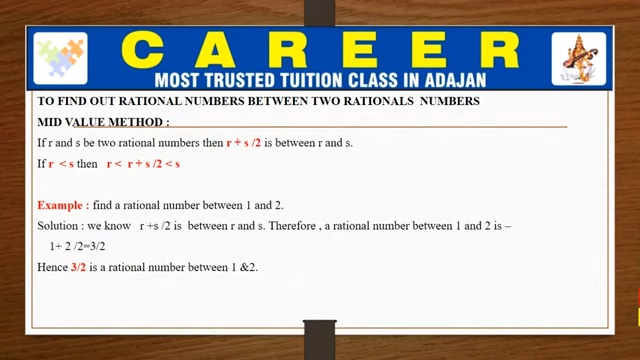 CAREER
MOST TRUSTED TUITION CLASS IN ADAJAN
TO FIND OUT RATIONAL NUMBERS BETWEEN TWO RATIONALS NUMBERS
MID VALUE METHOD :
If r and s be two rational numbers then r + s /2 is between r and s.
If r < s then r < r + s /2 < s
Example : find a rational number between 1 and 2.
Solution : we know r +s /2 is between r and s. Therefore , a rational number between 1 and 2 is –
1+ 2 /2=3/2
Hence 3/2 is a rational number between 1 &2.